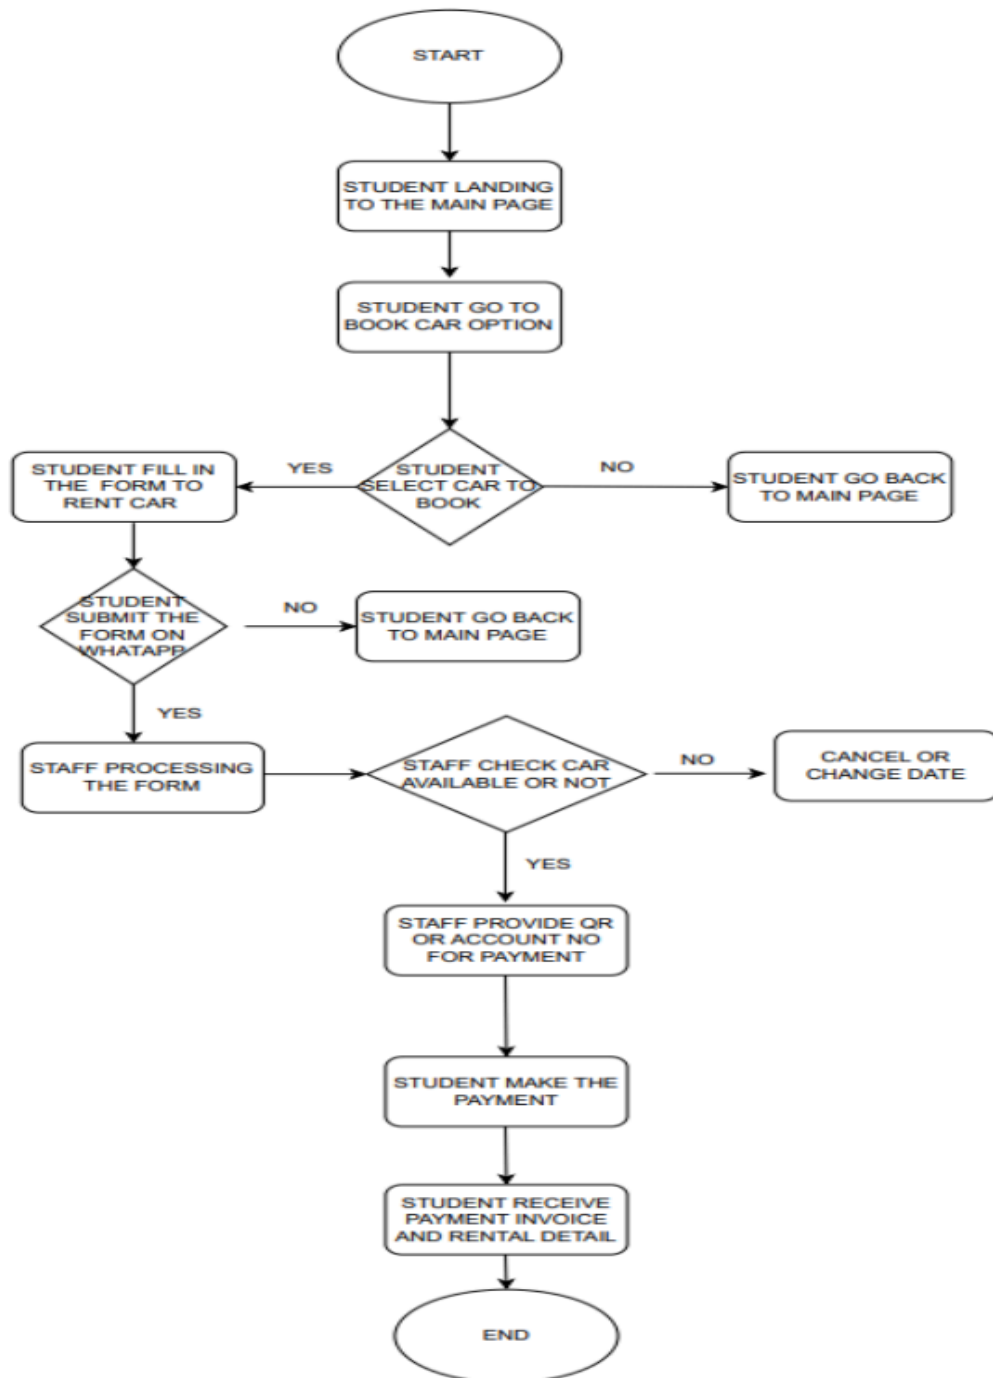 START
STUDENT LANDING
TO THE MAIN PAGE
STUDENT GO TO
BOOK CAR OPTION
STUDENT
SELECT CAR TO
BOOK
YES
NO
STUDENT FILL IN
THE FORM TO
RENT CAR
STUDENT GO BACK
TO MAIN PAGE
STUDENT
SUBMIT THE
FORM ON
WHATAPP
NO
STUDENT GO BACK
TO MAIN PAGE
YES
STAFF PROCESSING
THE FORM
STAFF CHECK CAR
AVAILABLE OR NOT
NO
CANCEL OR
CHANGE DATE
YES
STAFF PROVIDE QR
OR ACCOUNT NO
FOR PAYMENT
STUDENT MAKE THE
PAYMENT
STUDENT RECEIVE
PAYMENT INVOICE
AND RENTAL DETAIL
END